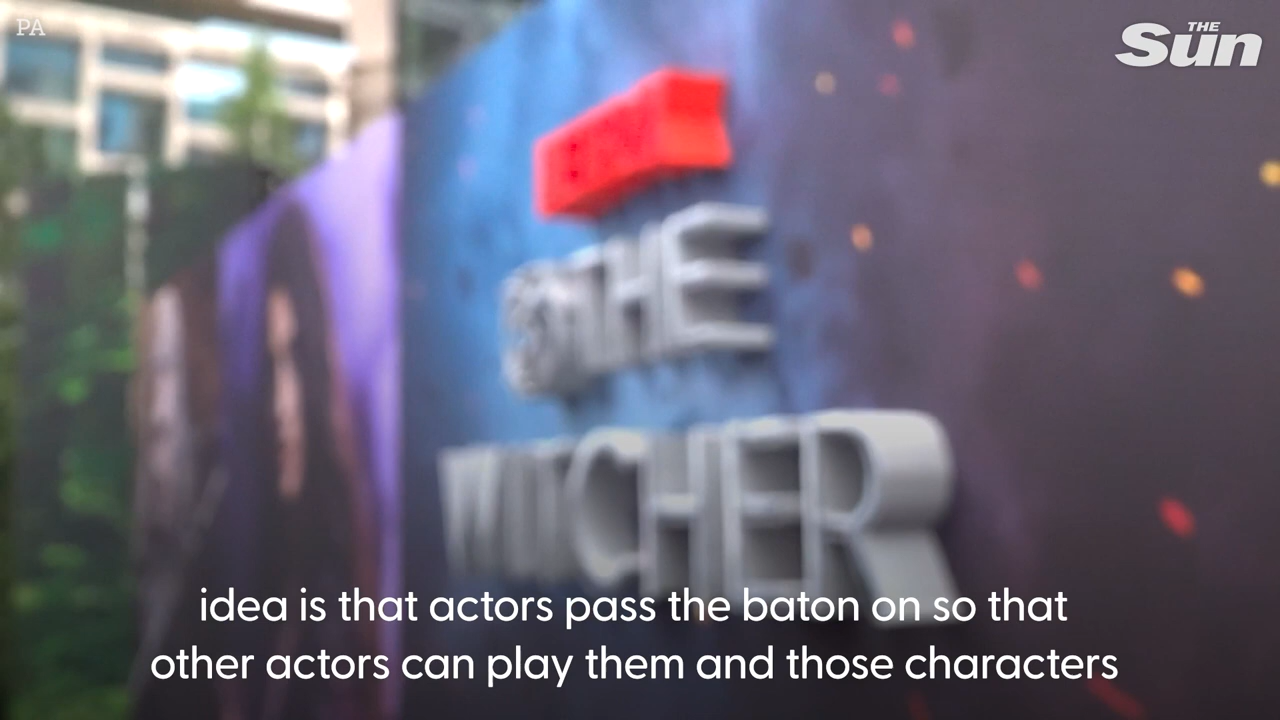 PA
THE
Sun
THE
WITCHER
idea is that actors pass the baton on so that
other actors can play them and those characters